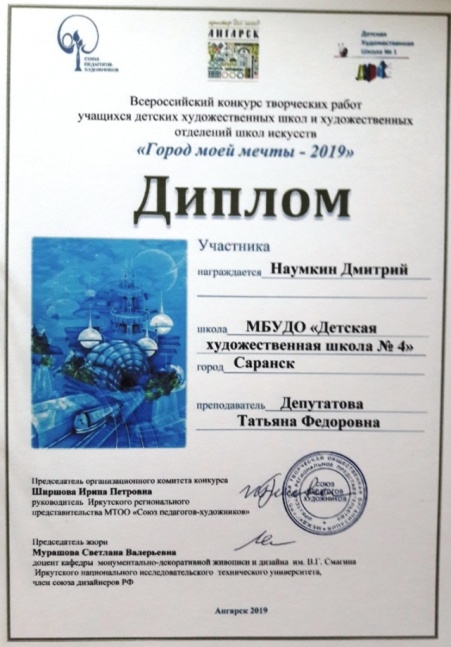 СОЮЗ
ПЕДАГОГОВ
ХУДОЖНИКОВ
АНГАРСК
Детская
Художественная
Школа № 1
Всероссийский конкурс творческих работ
учащихся детских художественных школ и художественных
отделений школ искусств
«Город моей мечты - 2019»
Диплом
Участника
награждается Наумкин Дмитрий
школа МБУДО «Детская
художественная школа № 4»
город Саранск
преподаватель Депутатова
Татьяна Федоровна
Председатель организационного комитета конкурса
Ширшова Ирина Петровна
руководитель Иркутского регионального
представительства МТОО «Союз педагогов-художников»
СОЮЗ
ПЕДАГОГОВ
ХУДОЖНИКОВ
Председатель жюри
Мурашова Светлана Валерьевна
доцент кафедры монументально-декоративной живописи и дизайна им. В.Г. Смагина
Иркутского национального исследовательского технического университета,
член союза дизайнеров РФ
Ангарск 2019